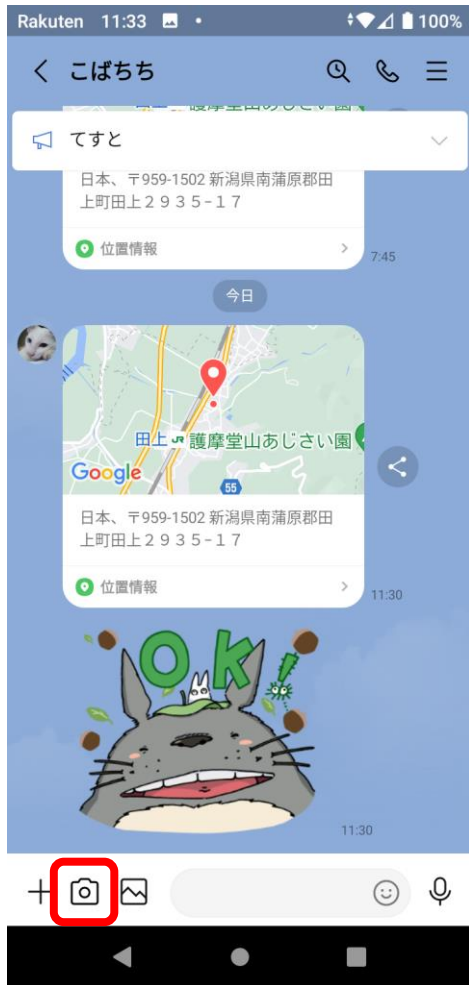 Rakuten 11:33 100%
こばちち
てすと
日本、〒959-1502 新潟県南蒲原郡田
上町田上２９３５−１７
位置情報
7:45
今日
田上 JR 護摩堂山あじさい園
Google
55
日本、〒959-1502 新潟県南蒲原郡田
上町田上２９３５−１７
位置情報
11:30
OK!
11:30